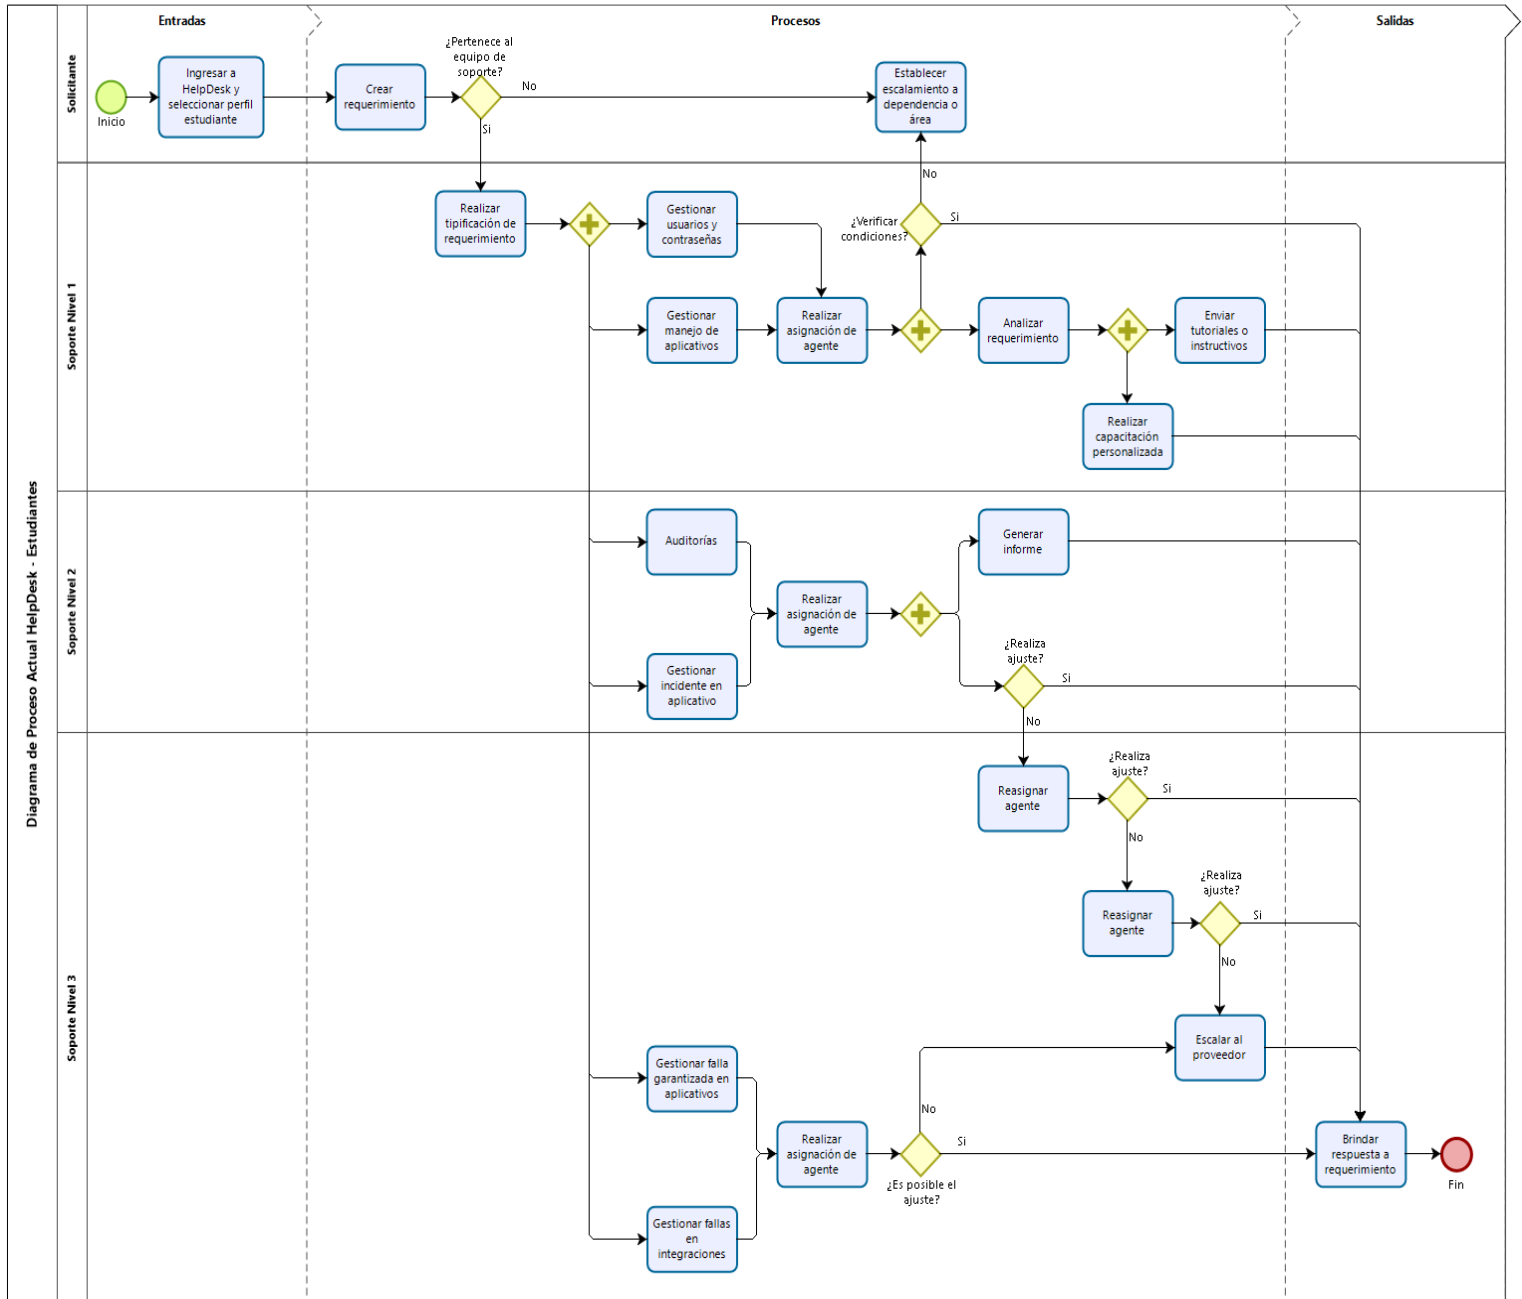 Entradas
Procesos
Salidas
Diagrama de Proceso Actual HelpDesk - Estudiantes
Solicitante
Inicio
Ingresar a
HelpDesk y
seleccionar perfil
estudiante
Crear
requerimiento
¿Pertenece al
equipo de
soporte?
No
Si
Establecer
escalamiento a
dependencia o
área
Soporte Nivel 1
Realizar
tipificación de
requerimiento
Gestionar
usuarios y
contraseñas
¿Verificar
condiciones?
No
Si
Gestionar
manejo de
aplicativos
Realizar
asignación de
agente
Analizar
requerimiento
Enviar
tutoriales o
instructivos
Realizar
capacitación
personalizada
Soporte Nivel 2
Auditorías
Generar
informe
Realizar
asignación de
agente
¿Realiza
ajuste?
Si
No
Gestionar
incidente en
aplicativo
Soporte Nivel 3
Reasignar
agente
¿Realiza
ajuste?
Si
No
Reasignar
agente
¿Realiza
ajuste?
Si
No
Escalar al
proveedor
Gestionar falla
garantizada en
aplicativos
Realizar
asignación de
agente
No
Si
¿Es posible el
ajuste?
Brindar
respuesta a
requerimiento
Fin
Gestionar fallas
en
integraciones